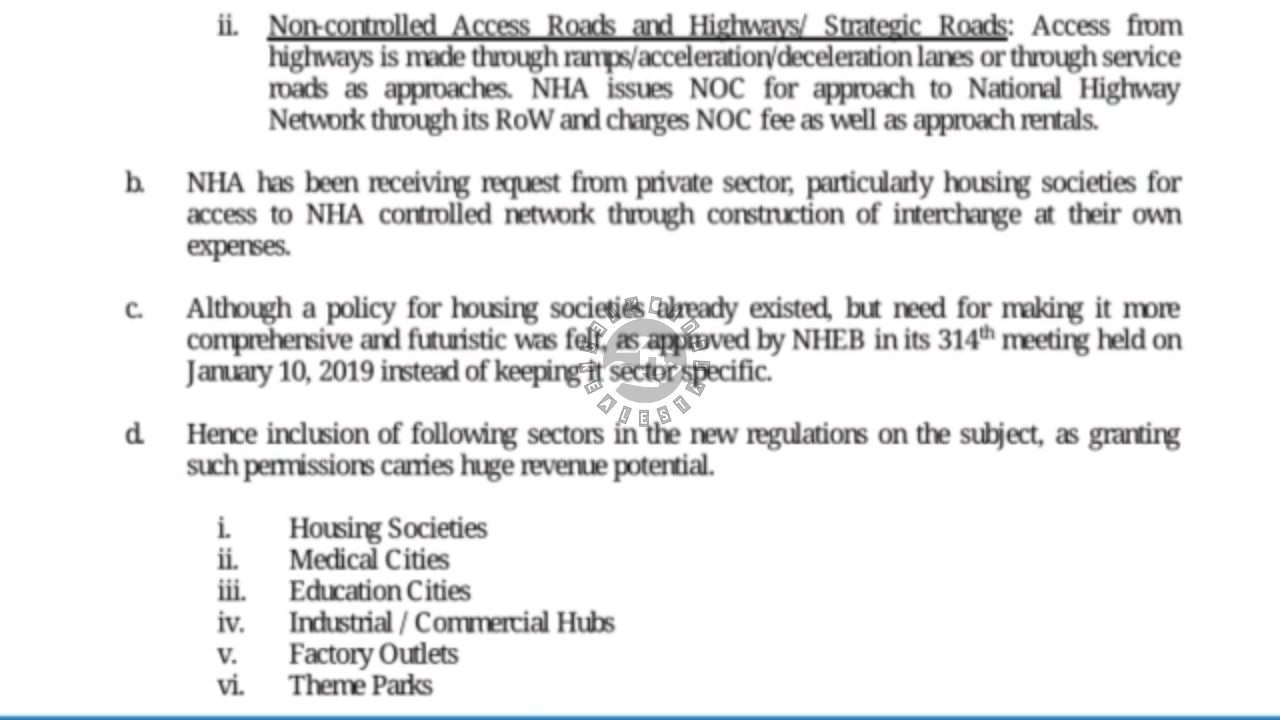 ii. Non-controlled Access Roads and Highways/ Strategic Roads: Access from
highways is made through ramps/acceleration/deceleration lanes or through service
roads as approaches. NHA issues NOC for approach to National Highway
Network through its RoW and charges NOC fee as well as approach rentals.
b. NHA has been receiving request from private sector, particularly housing societies for
access to NHA controlled network through construction of interchange at their own
expenses.
c. Although a policy for housing societies already existed, but need for making it more
comprehensive and futuristic was felt, as approved by NHEB in its 314th meeting held on
January 10, 2019 instead of keeping it sector specific.
d. Hence inclusion of following sectors in the new regulations on the subject, as granting
such permissions carries huge revenue potential.
i. Housing Societies
ii. Medical Cities
iii. Education Cities
iv. Industrial / Commercial Hubs
v. Factory Outlets
vi. Theme Parks